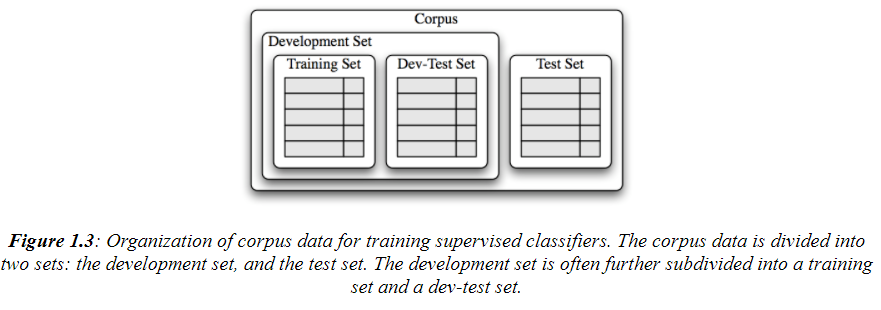 Corpus
Development Set
Training Set
Dev-Test Set
Test Set
Figure 1.3: Organization of corpus data for training supervised classifiers. The corpus data is divided into
two sets: the development set, and the test set. The development set is often further subdivided into a training
set and a dev-test set.